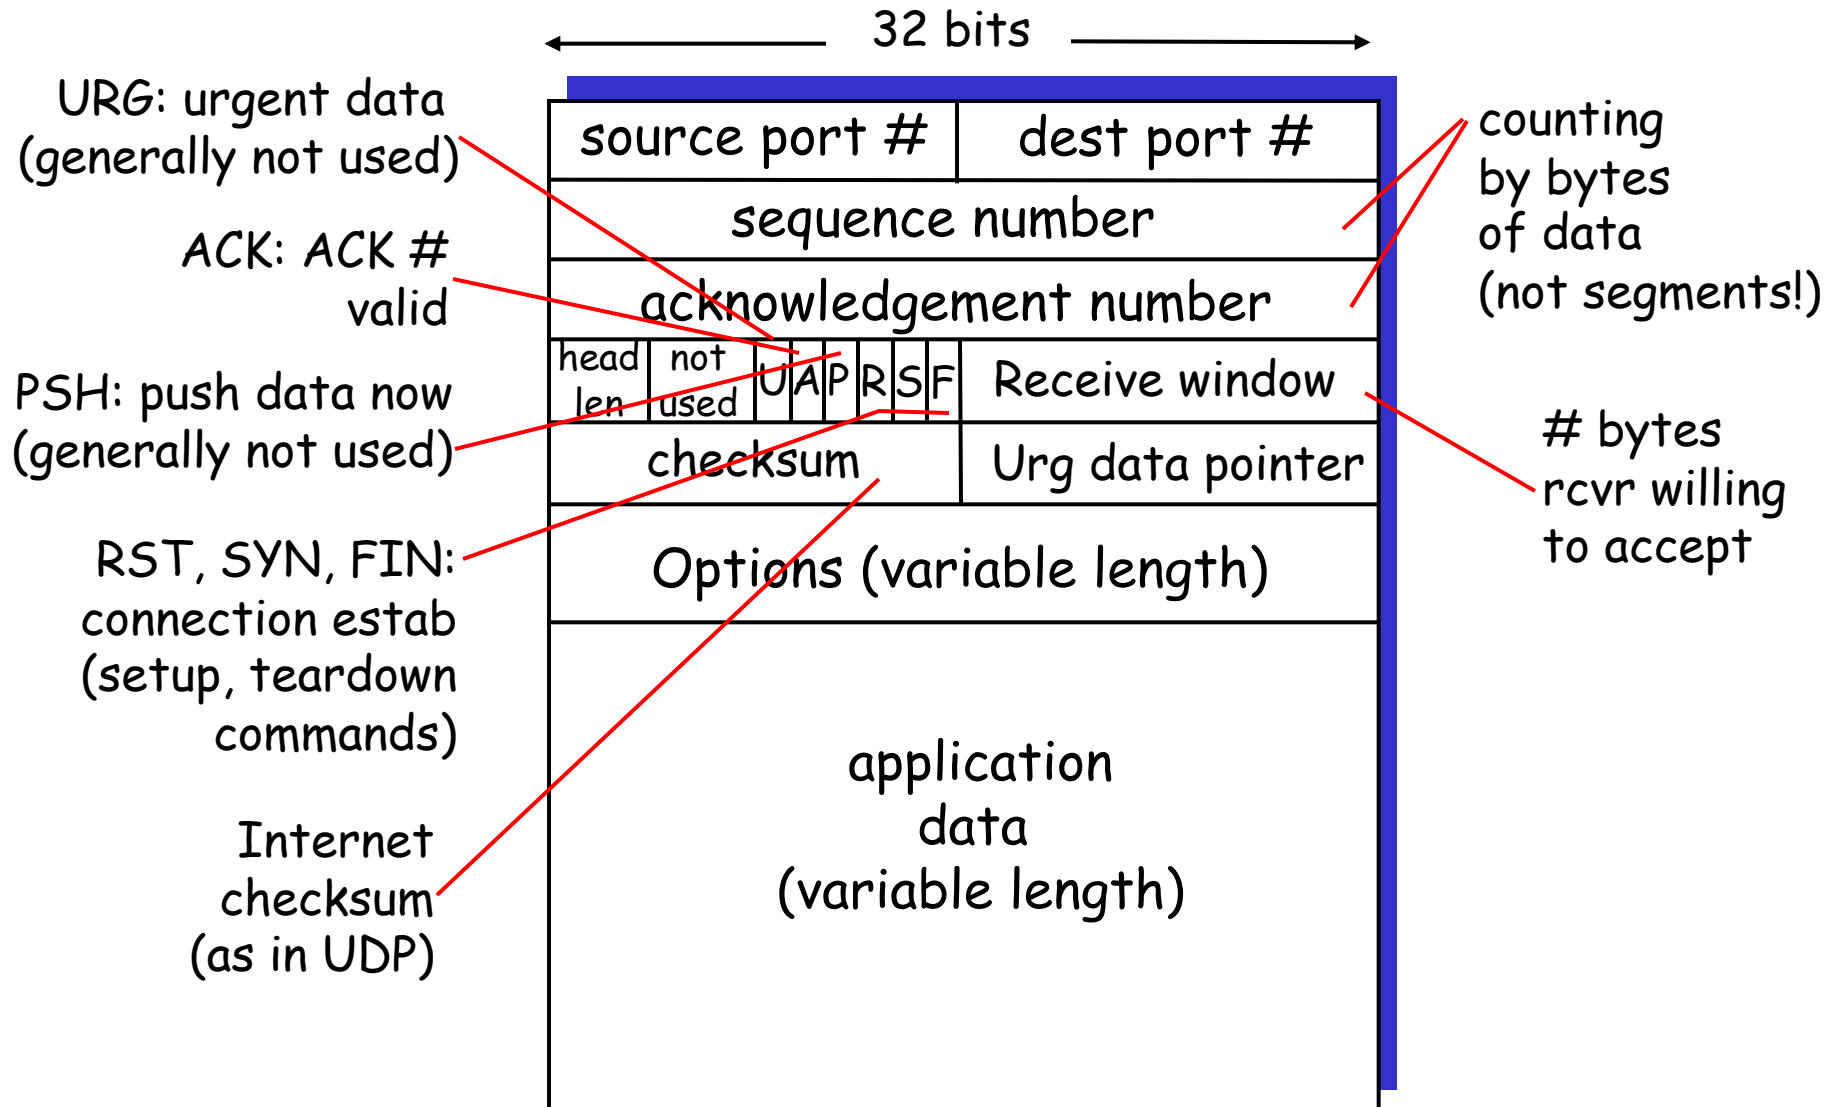 32 bits
URG: urgent data
(generally not used)
ACK: ACK #
valid
PSH: push data now
(generally not used)
RST, SYN, FIN:
connection estab
(setup, teardown
commands)
Internet
checksum
(as in UDP)
source port # dest port #
sequence number
acknowledgement number
head
len
not
used
U A P R S F Receive window
checksum Urg data pointer
Options (variable length)
application
data
(variable length)
counting
by bytes
of data
(not segments!)
# bytes
rcvr willing
to accept